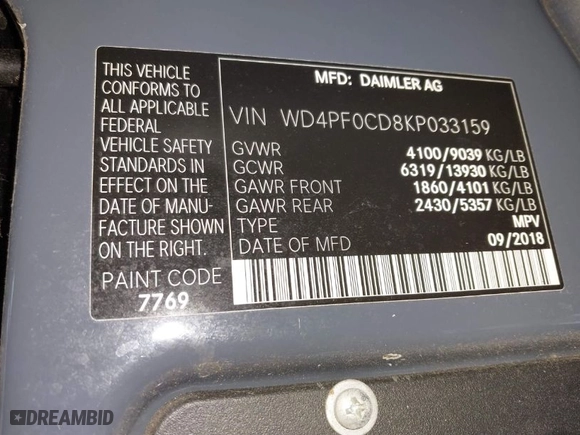 THIS VEHICLE
CONFORMS TO
ALL APPLICABLE
FEDERAL
VEHICLE SAFETY
STANDARDS IN
EFFECT ON THE
DATE OF MANU-
FACTURE SHOWN
ON THE RIGHT.
PAINT CODE
7769
MFD: DAIMLER AG
VIN WD4PF0CD8KP033159
GVWR 4100/9039 KG/LB
GCWR 6319/13930 KG/LB
GAWR FRONT 1860/4101 KG/LB
GAWR REAR 2430/5357 KG/LB
TYPE MPV
DATE OF MFD 09/2018
DREAMBID